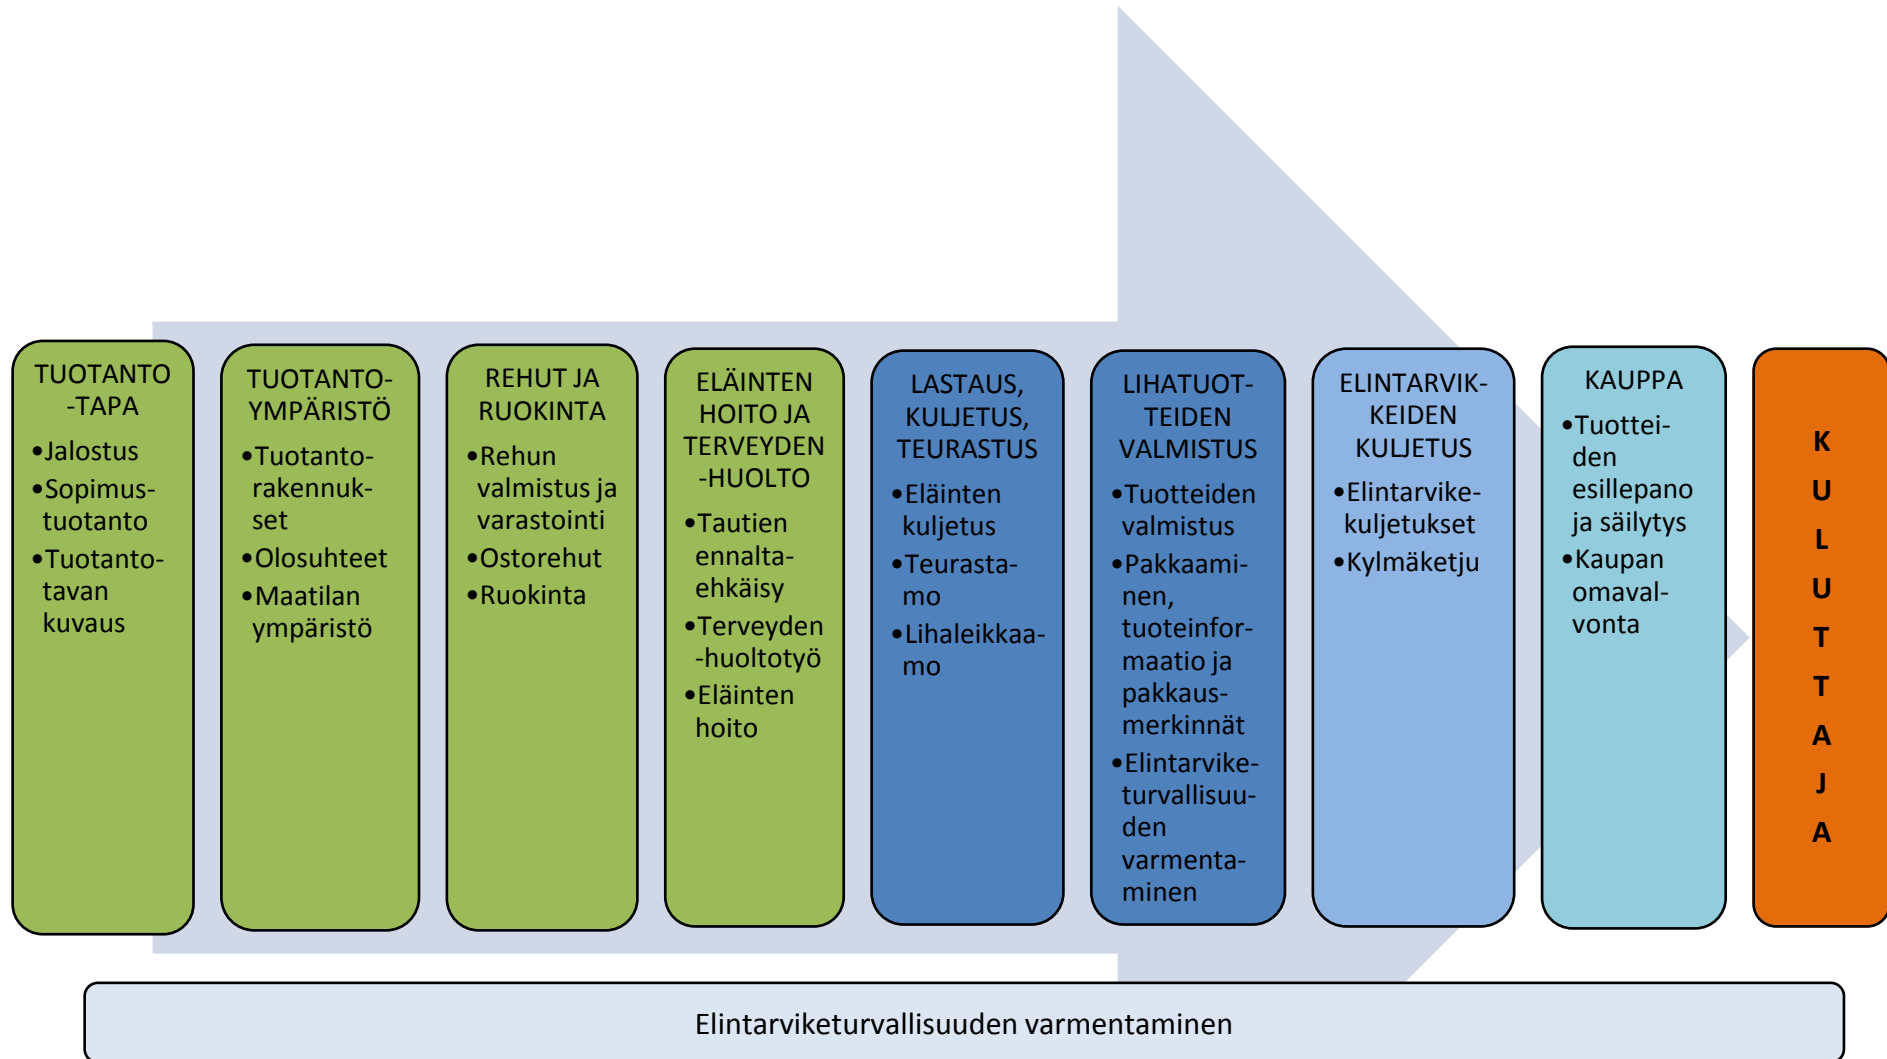 TUOTANTO
-TAPA
•Jalostus
•Sopimus-
tuotanto
•Tuotanto-
tavan
kuvaus
TUOTANTO-
YMPÄRISTÖ
•Tuotanto-
rakennuk-
set
•Olosuhteet
•Maatilan
ympäristö
REHUT JA
RUOKINTA
•Rehun
valmistus ja
varastointi
•Ostorehut
•Ruokinta
ELÄINTEN
HOITO JA
TERVEYDEN
-HUOLTO
•Tautien
ennalta-
ehkäisy
•Terveyden
-huoltotyö
•Eläinten
hoito
LASTAUS,
KULJETUS,
TEURASTUS
•Eläinten
kuljetus
•Teurasta-
mo
•Lihaleikkaa-
mo
LIHATUOT-
TEIDEN
VALMISTUS
•Tuotteiden
valmistus
•Pakkaami-
nen,
tuoteinfor-
maatio ja
pakkaus-
merkinnät
•Elintarvike-
turvallisuu-
den
varmenta-
minen
ELINTARVIK-
KEIDEN
KULJETUS
•Elintarvike-
kuljetukset
•Kylmäketju
KAUPPA
•Tuottei-
den
esillepano
ja säilytys
•Kaupan
omaval-
vonta
K
U
L
U
T
T
A
J
A
Elintarviketurvallisuuden varmentaminen